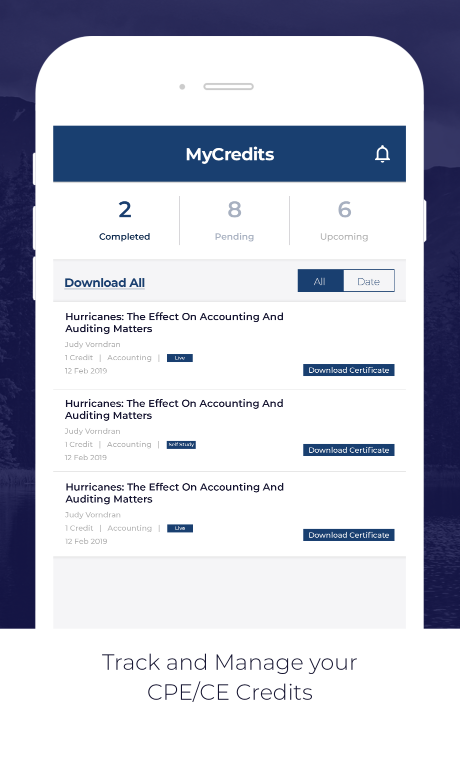 MyCredits
2 8 6
Completed Pending Upcoming
Download All All Date
Hurricanes: The Effect On Accounting And
Auditing Matters
Judy Vorndran
1 Credit | Accounting | Live
12 Feb 2019 Download Certificate
Hurricanes: The Effect On Accounting And
Auditing Matters
Judy Vorndran
1 Credit | Accounting | Self Study
12 Feb 2019 Download Certificate
Hurricanes: The Effect On Accounting And
Auditing Matters
Judy Vorndran
1 Credit | Accounting | Live
12 Feb 2019 Download Certificate
Track and Manage your
CPE/CE Credits